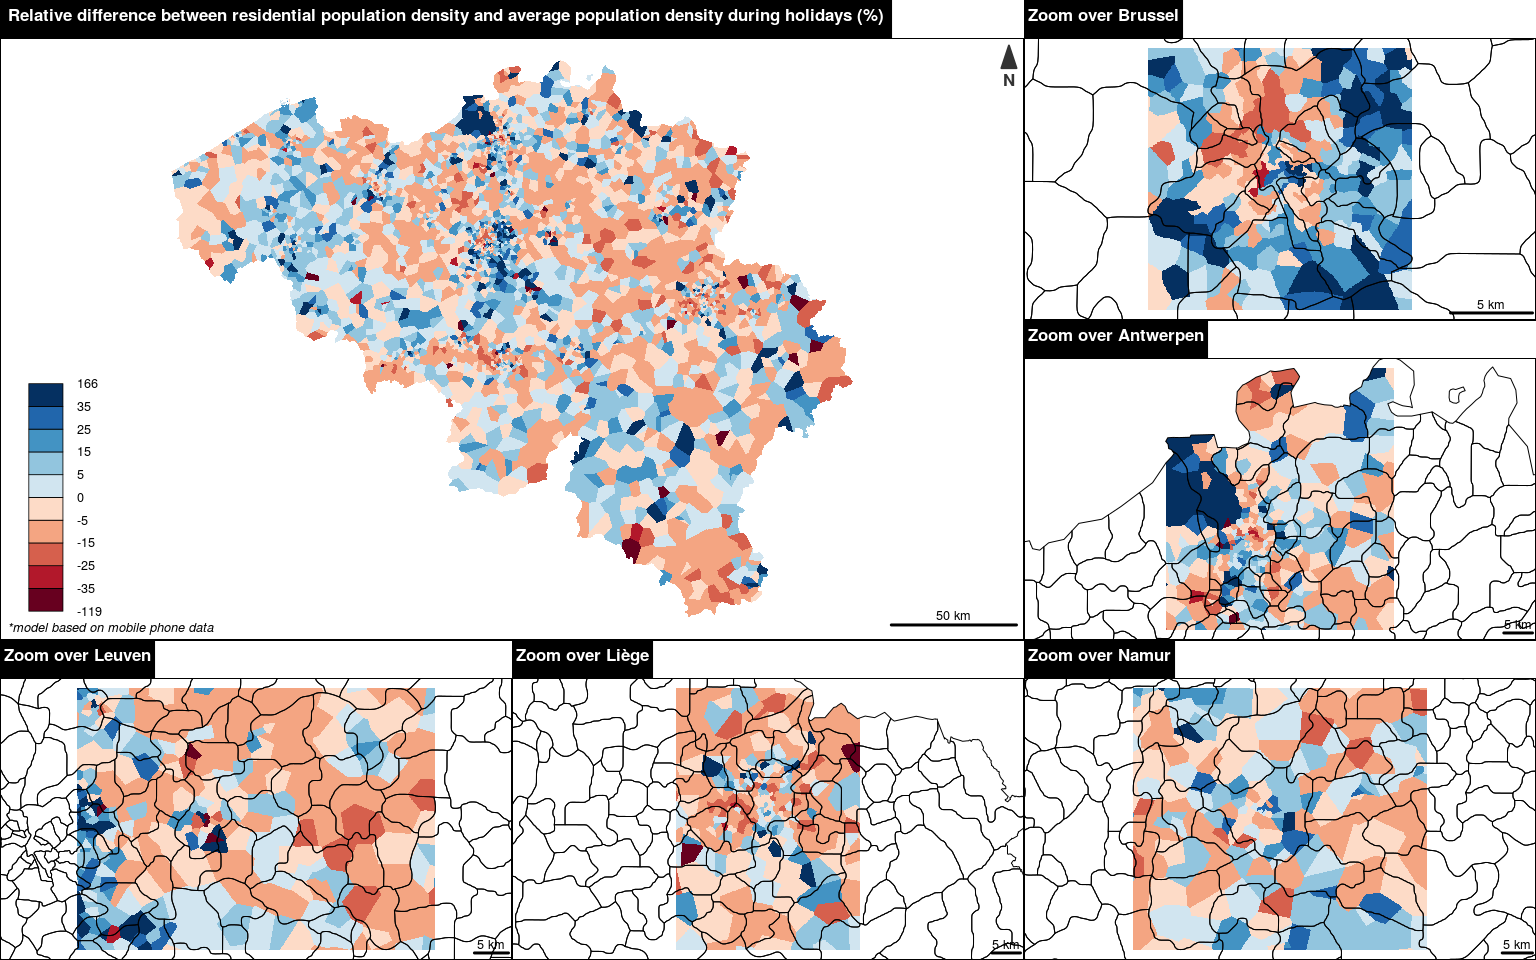 Relative difference between residential population density and average population density during holidays (%)
N
166
35
25
15
5
0
-5
-15
-25
-35
-119
*model based on mobile phone data
50 km
Zoom over Brussel
5 km
Zoom over Antwerpen
5 km
Zoom over Leuven
5 km
Zoom over Liège
5 km
Zoom over Namur
5 km